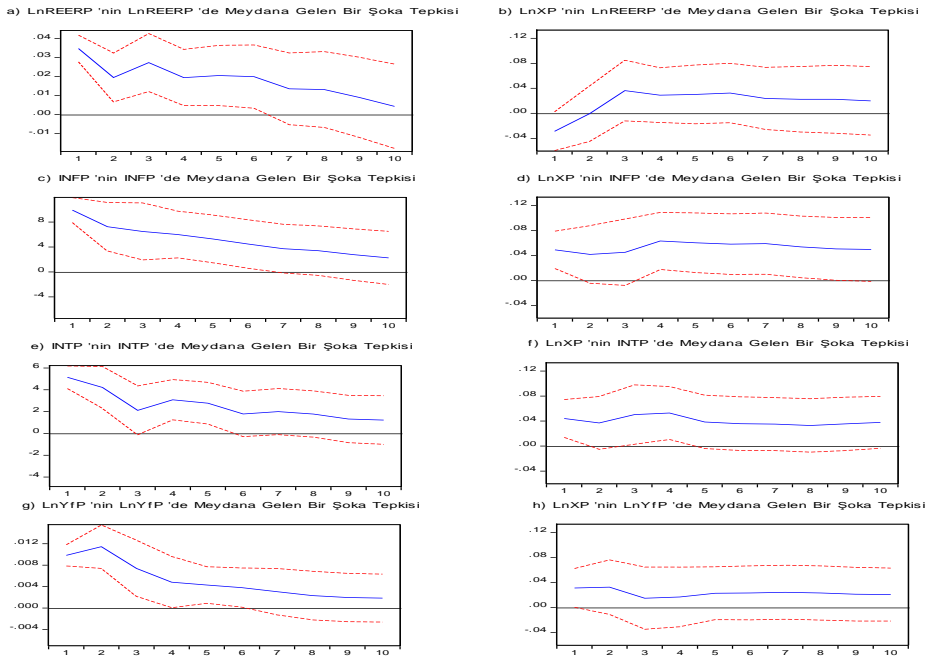 a) LnREERP 'nin LnREERP 'de Meydana Gelen Bir Şoka Tepkisi
.04
.03
.02
.01
.00
-.01
1 2 3 4 5 6 7 8 9 10
b) LnXP 'nin LnREERP 'de Meydana Gelen Bir Şoka Tepkisi
.12
.08
.04
.00
-.04
1 2 3 4 5 6 7 8 9 10
c) INFP 'nin INFP 'de Meydana Gelen Bir Şoka Tepkisi
8
4
0
-4
1 2 3 4 5 6 7 8 9 10
d) LnXP 'nin INFP 'de Meydana Gelen Bir Şoka Tepkisi
.12
.08
.04
.00
-.04
1 2 3 4 5 6 7 8 9 10
e) INTP 'nin INTP 'de Meydana Gelen Bir Şoka Tepkisi
6
4
2
0
-2
-4
1 2 3 4 5 6 7 8 9 10
f) LnXP 'nin INTP 'de Meydana Gelen Bir Şoka Tepkisi
.12
.08
.04
.00
-.04
1 2 3 4 5 6 7 8 9 10
g) LnYfP 'nin LnYfP 'de Meydana Gelen Bir Şoka Tepkisi
.012
.008
.004
.000
-.004
1 2 3 4 5 6 7 8 9 10
h) LnXP 'nin LnYfP 'de Meydana Gelen Bir Şoka Tepkisi
.12
.08
.04
.00
-.04
1 2 3 4 5 6 7 8 9 10